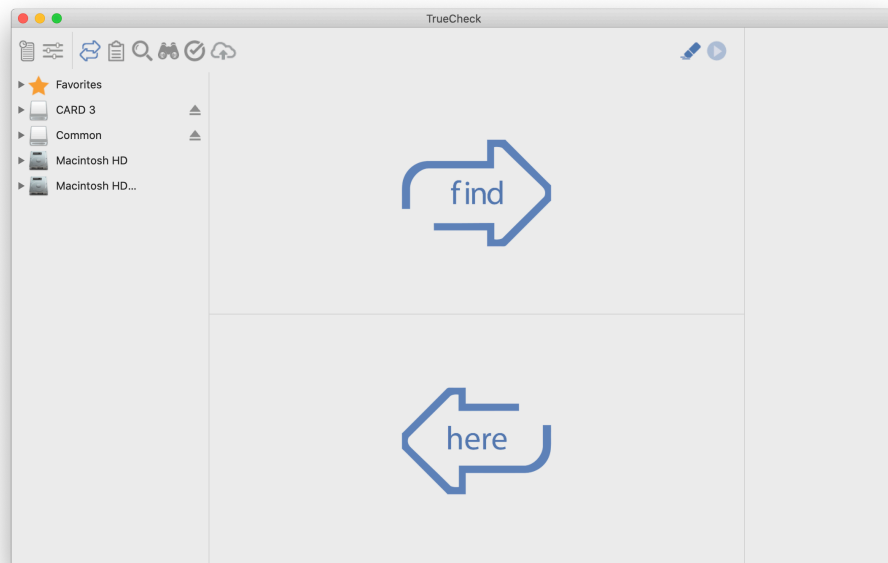 TrueCheck
Favorites
CARD 3
Common
Macintosh HD
Macintosh HD...
find
here